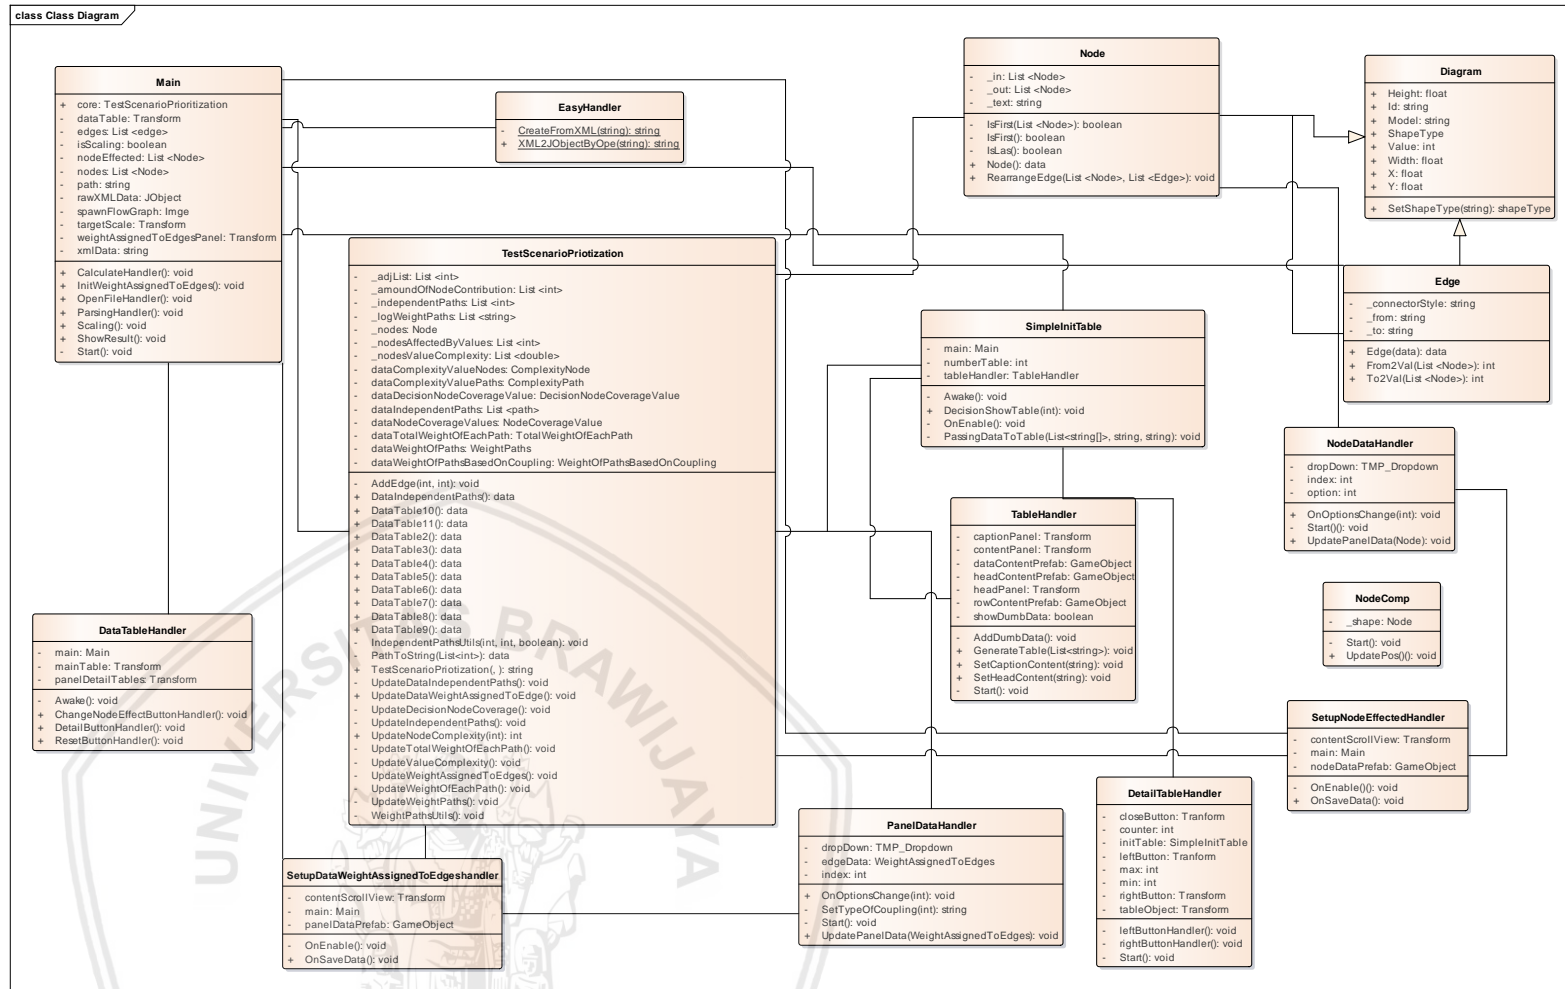 class Class Diagram
Main
+ core: TestScenarioPrioritization
- dataTable: Transform
- edges: List <edge>
- isScaling: boolean
- nodeEffected: List <Node>
- nodes: List <Node>
- path: string
- rawXMLData: JObject
- spawnFlowGraph: Imge
- targetScale: Transform
- weightAssignedToEdgesPanel: Transform
- xmlData: string
+ CalculateHandler(): void
+ InitWeightAssignedToEdges(): void
+ OpenFileHandler(): void
+ ParsingHandler(): void
+ Scaling(): void
+ ShowResult(): void
- Start(): void
EasyHandler
- CreateFromXML(string): string
+ XML2JObjectByOpe(string): string
Node
- _in: List <Node>
- _out: List <Node>
- _text: string
- IsFirst(List <Node>): boolean
- IsFirst(): boolean
- IsLas(): boolean
+ Node(): data
+ RearrangeEdge(List <Node>, List <Edge>): void
Diagram
+ Height: float
+ Id: string
+ Model: string
+ ShapeType
+ Value: int
+ Width: float
+ X: float
+ Y: float
+ SetShapeType(string): shapeType
TestScenarioPriotization
- _adjList: List <int>
- _amoundOfNodeContribution: List <int>
- _independentPaths: List <int>
- _logWeightPaths: List <string>
- _nodes: Node
- _nodesAffectedByValues: List <int>
- _nodesValueComplexity: List <double>
- dataComplexityValueNodes: ComplexityNode
- dataComplexityValuePaths: ComplexityPath
- dataDecisionNodeCoverageValue: DecisionNodeCoverageValue
- dataIndependentPaths: List <path>
- dataNodeCoverageValues: NodeCoverageValue
- dataTotalWeightOfEachPath: TotalWeightOfEachPath
- dataWeightOfPaths: WeightPaths
- dataWeightOfPathsBasedOnCoupling: WeightOfPathsBasedOnCoupling
- AddEdge(int, int): void
+ DataIndependentPaths(): data
+ DataTable10(): data
+ DataTable11(): data
+ DataTable2(): data
+ DataTable3(): data
+ DataTable4(): data
+ DataTable5(): data
+ DataTable6(): data
+ DataTable7(): data
+ DataTable8(): data
+ DataTable9(): data
- IndependentPathsUtils(int, int, boolean): void
- PathToString(List<int>): data
+ TestScenarioPriotization(, ): string
- UpdateDataIndependentPaths(): void
+ UpdateDataWeightAssignedToEdge(): void
- UpdateDecisionNodeCoverage(): void
- UpdateIndependentPaths(): void
+ UpdateNodeComplexity(int): int
- UpdateTotalWeightOfEachPath(): void
- UpdateValueComplexity(): void
- UpdateWeightAssignedToEdges(): void
- UpdateWeightOfEachPath(): void
- UpdateWeightPaths(): void
- WeightPathsUtils(): void
Edge
- _connectorStyle: string
- _from: string
- _to: string
+ Edge(data): data
+ From2Val(List <Node>): int
+ To2Val(List <Node>): int
SimpleInitTable
- main: Main
- numberTable: int
- tableHandler: TableHandler
- Awake(): void
+ DecisionShowTable(int): void
- OnEnable(): void
- PassingDataToTable(List<string[]>, string, string): void
NodeDataHandler
- dropDown: TMP_Dropdown
- index: int
- option: int
+ OnOptionsChange(int): void
- Start()(): void
+ UpdatePanelData(Node): void
TableHandler
- captionPanel: Transform
- contentPanel: Transform
- dataContentPrefab: GameObject
- headContentPrefab: GameObject
- headPanel: Transform
- rowContentPrefab: GameObject
- showDumbData: boolean
- AddDumbData(): void
+ GenerateTable(List<string>): void
+ SetCaptionContent(string): void
+ SetHeadContent(string): void
- Start(): void
NodeComp
- _shape: Node
- Start(): void
+ UpdatePos()(): void
DataTableHandler
- main: Main
- mainTable: Transform
- panelDetailTables: Transform
- Awake(): void
+ ChangeNodeEffectButtonHandler(): void
+ DetailButtonHandler(): void
+ ResetButtonHandler(): void
SetupNodeEffectedHandler
- contentScrollView: Transform
- main: Main
- nodeDataPrefab: GameObject
- OnEnable()(): void
+ OnSaveData(): void
DetailTableHandler
- closeButton: Tranform
- counter: int
- initTable: SimpleInitTable
- leftButton: Tranform
- max: int
- min: int
- rightButton: Transform
- tableObject: Transform
- leftButtonHandler(): void
- rightButtonHandler(): void
- Start(): void
PanelDataHandler
- dropDown: TMP_Dropdown
- edgeData: WeightAssignedToEdges
- index: int
+ OnOptionsChange(int): void
- SetTypeOfCoupling(int): string
- Start(): void
+ UpdatePanelData(WeightAssignedToEdges): void
SetupDataWeightAssignedToEdgeshandler
- contentScrollView: Transform
- main: Main
- panelDataPrefab: GameObject
- OnEnable(): void
+ OnSaveData(): void
UNIVERSITAS BRAWIJAYA